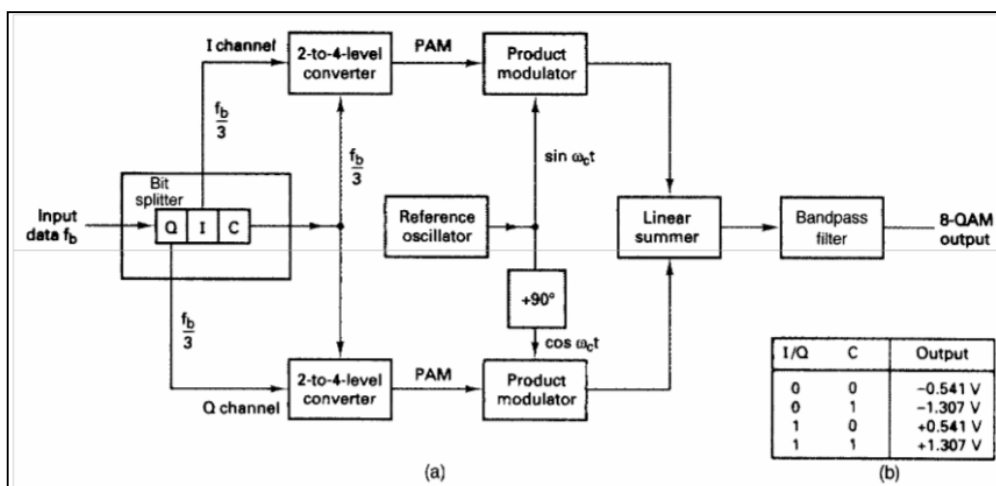 I channel
2-to-4-level
converter
PAM
Product
modulator
f_b
3
f_b
3
sin ω_c t
Bit
splitter
Input
data f_b
Q I C
Reference
oscillator
Linear
summer
Bandpass
filter
8-QAM
output
+90°
f_b
3
cos ω_c t
Q channel
2-to-4-level
converter
PAM
Product
modulator
I/Q C Output
0 0 −0.541 V
0 1 −1.307 V
1 0 +0.541 V
1 1 +1.307 V
(a)
(b)